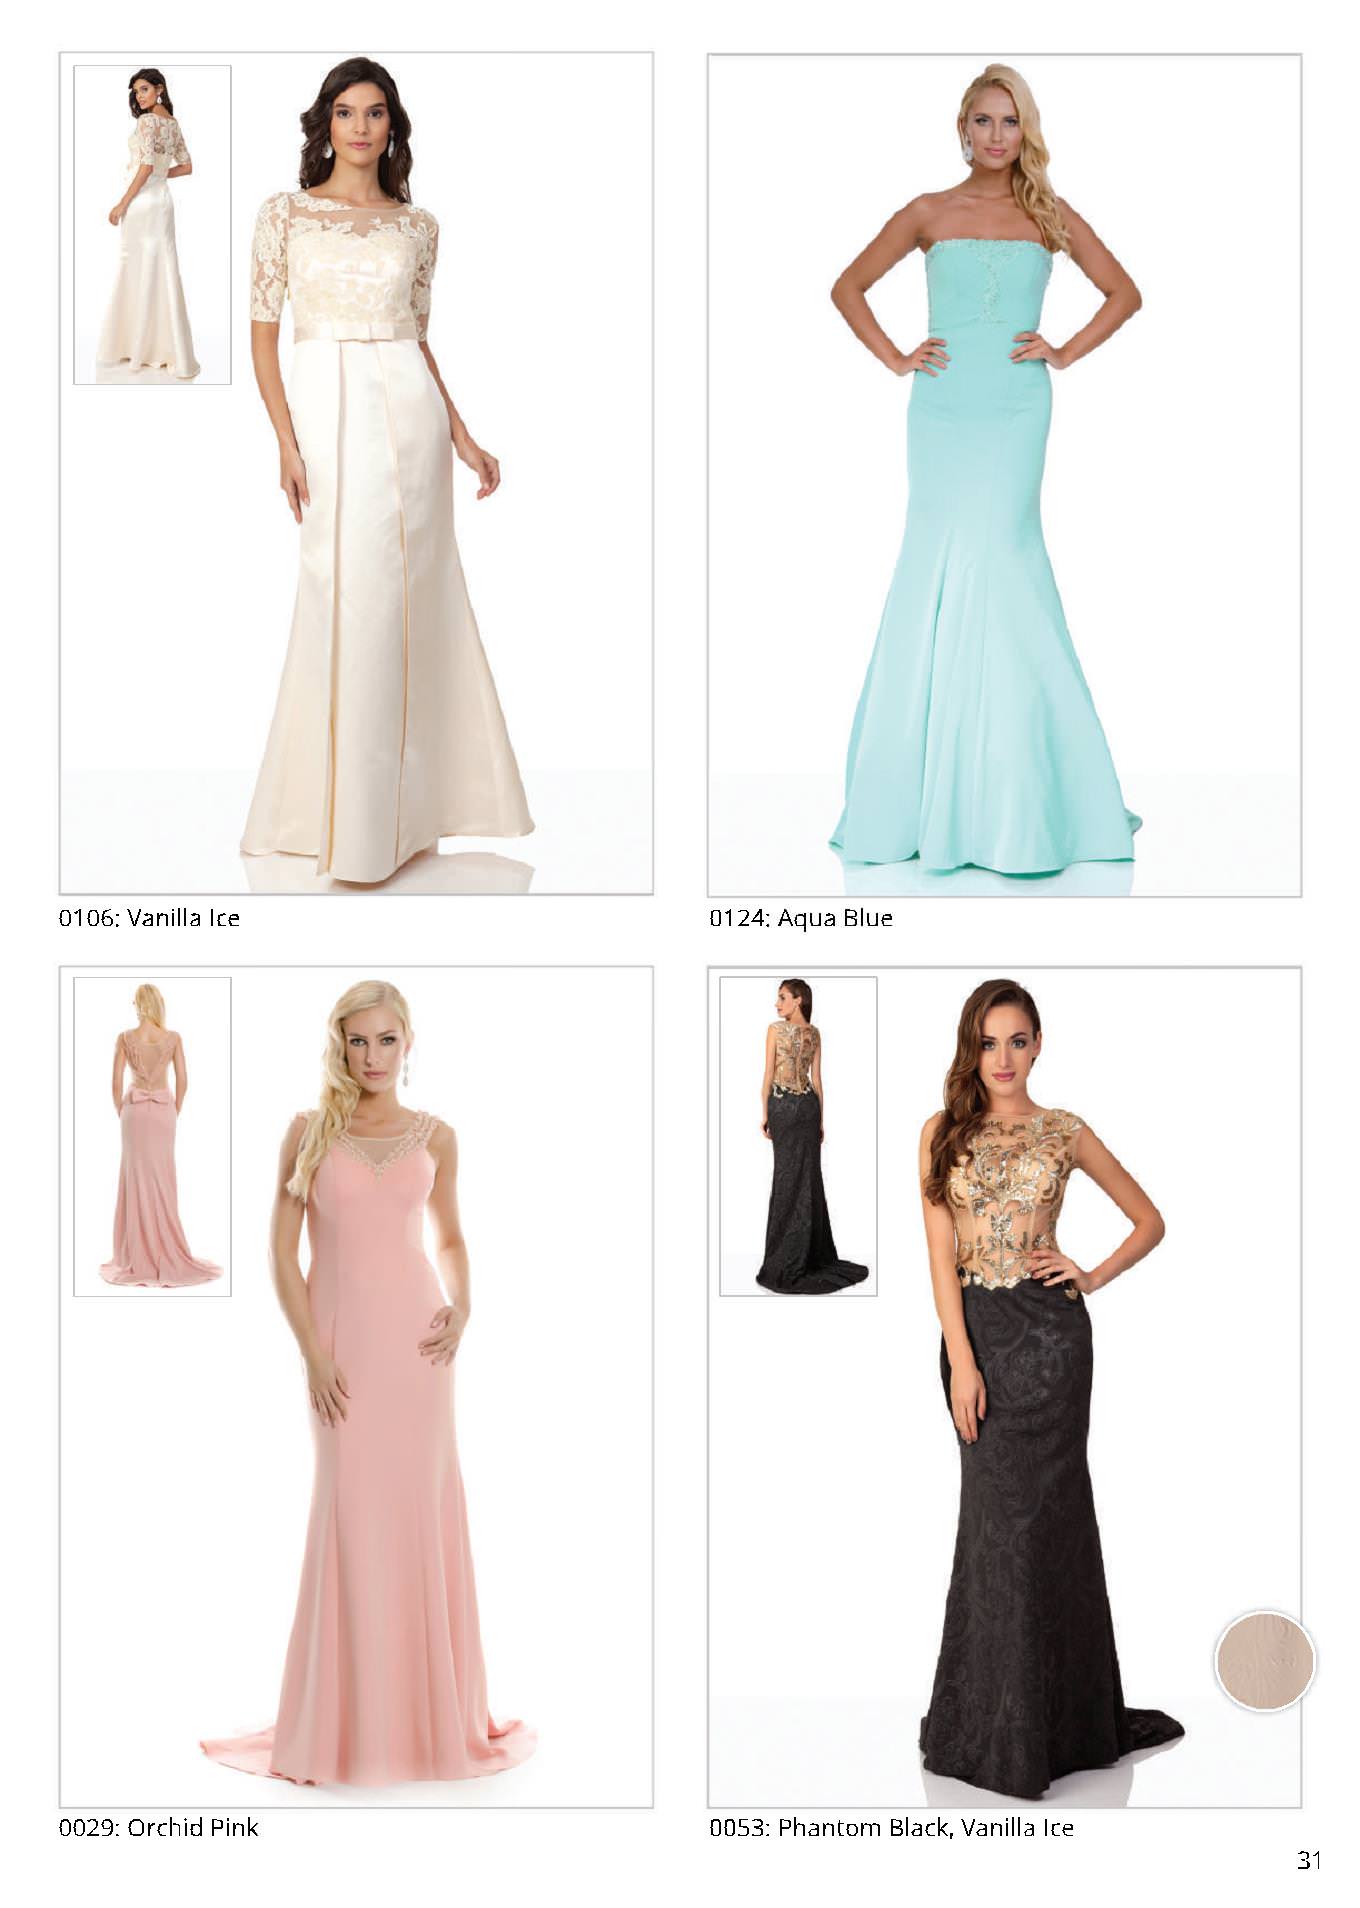 0106: Vanilla Ice
0124: Aqua Blue
0029: Orchid Pink
0053: Phantom Black, Vanilla Ice
31